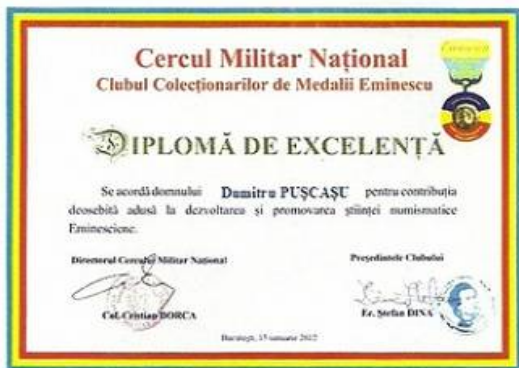 Cercul Militar Național
Clubul Colecționarilor de Medalii Eminescu
DIPLOMĂ DE EXCELENȚĂ
Se acordă domnului Dumitru PUȘCAȘU pentru contribuția
deosebită adusă la dezvoltarea și promovarea științei numismatice
Eminesciene.
Directorul Cercului Militar Național
Președintele Clubului
Col. Cristian DORCA
Ec. Ștefan DINA
București, 15 ianuarie